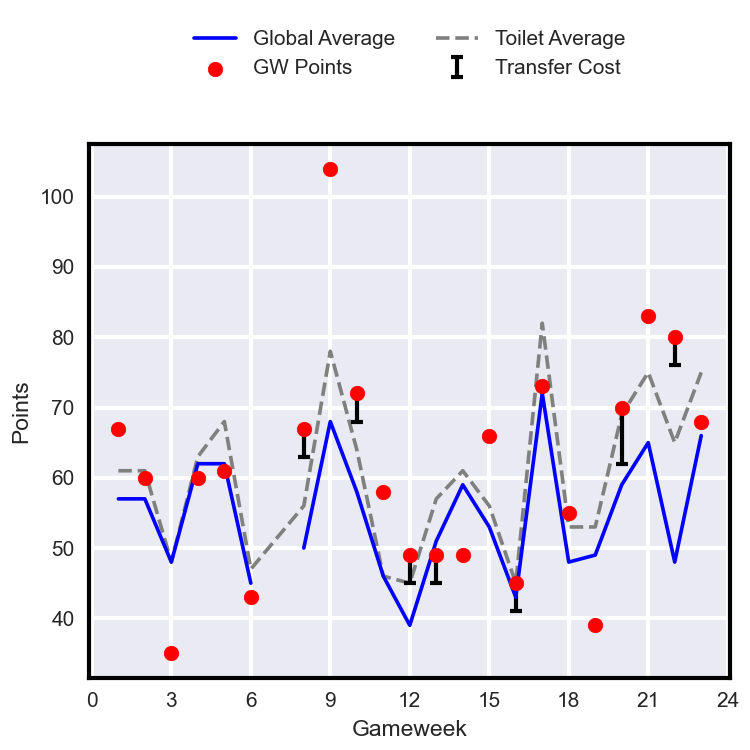 Global Average
Toilet Average
GW Points
Transfer Cost
Points
100
90
80
70
60
50
40
0 3 6 9 12 15 18 21 24
Gameweek